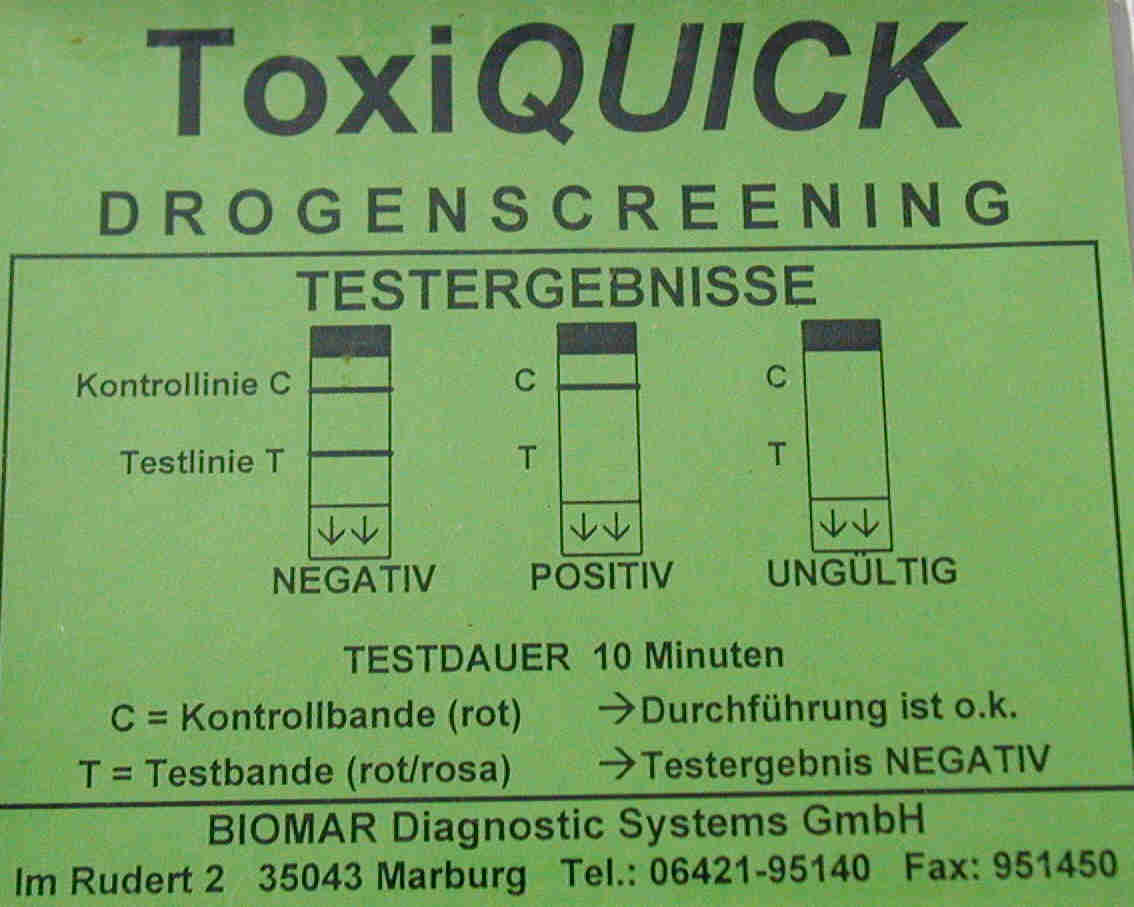 ToxiQUICK
DROGENSCREENING
TESTERGEBNISSE
Kontrollinie C C C
Testlinie T T T
NEGATIV POSITIV UNGÜLTIG
TESTDAUER 10 Minuten
C = Kontrollbande (rot) →Durchführung ist o.k.
T = Testbande (rot/rosa) →Testergebnis NEGATIV
BIOMAR Diagnostic Systems GmbH
Im Rudert 2 35043 Marburg Tel.: 06421-95140 Fax: 951450